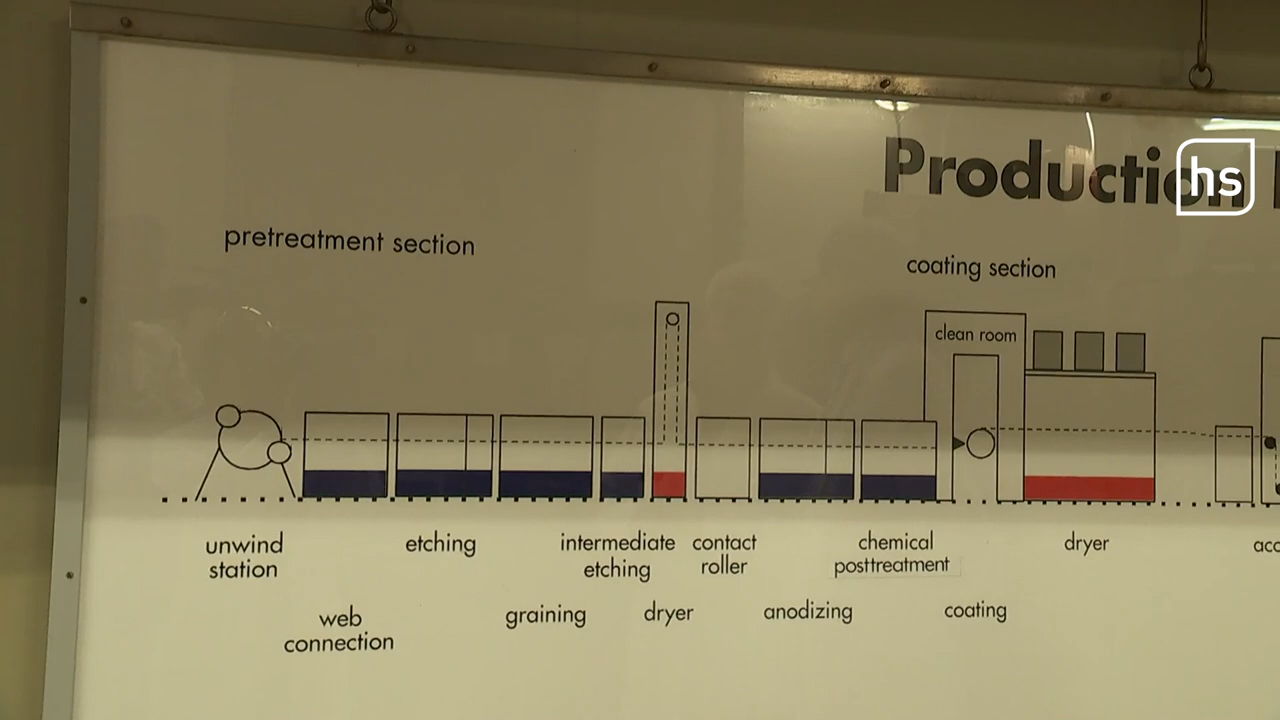 Production
hs
pretreatment section
coating section
clean room
unwind
station
etching
intermediate
etching
contact
roller
chemical
posttreatment
dryer
web
connection
graining
dryer
anodizing
coating